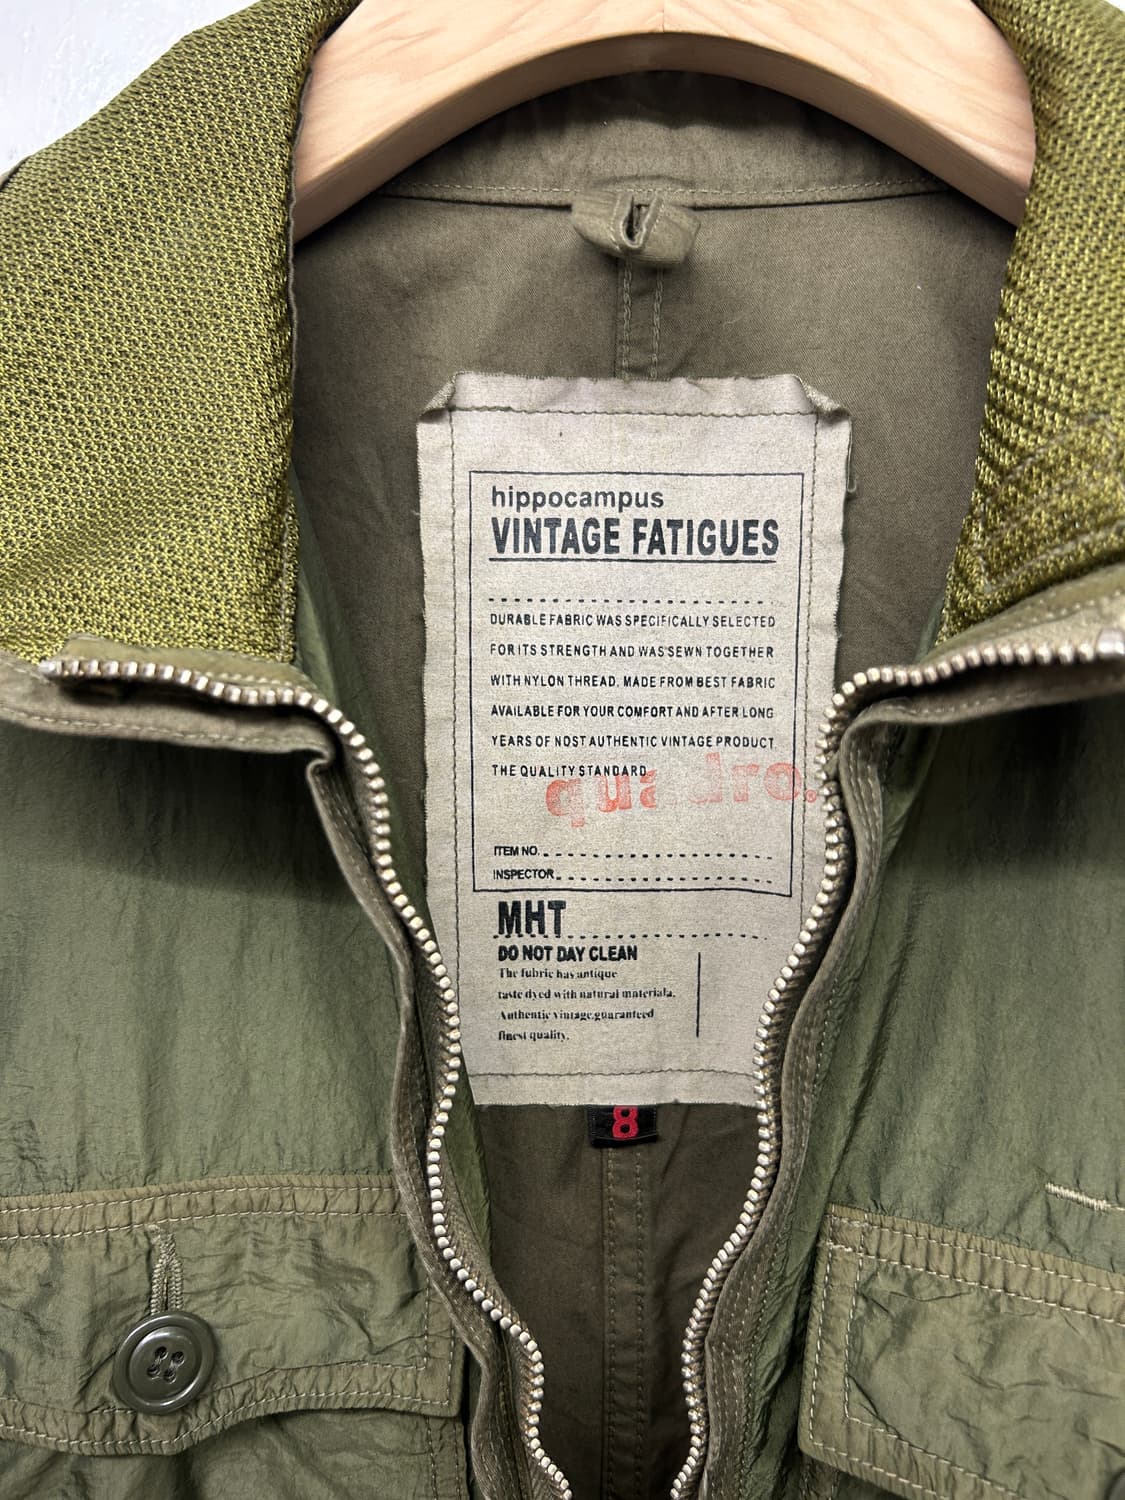 hippocampus
VINTAGE FATIGUES
DURABLE FABRIC WAS SPECIFICALLY SELECTED
FOR ITS STRENGTH AND WAS SEWN TOGETHER
WITH NYLON THREAD. MADE FROM BEST FABRIC
AVAILABLE FOR YOUR COMFORT AND AFTER LONG
YEARS OF NOST AUTHENTIC VINTAGE PRODUCT
THE QUALITY STANDARD
quadro.
ITEM NO.
INSPECTOR
MHT
DO NOT DAY CLEAN
The fubric has antique
taste dyed with natural materiala.
Authentic vintage.guaranteed
finest quality.
8